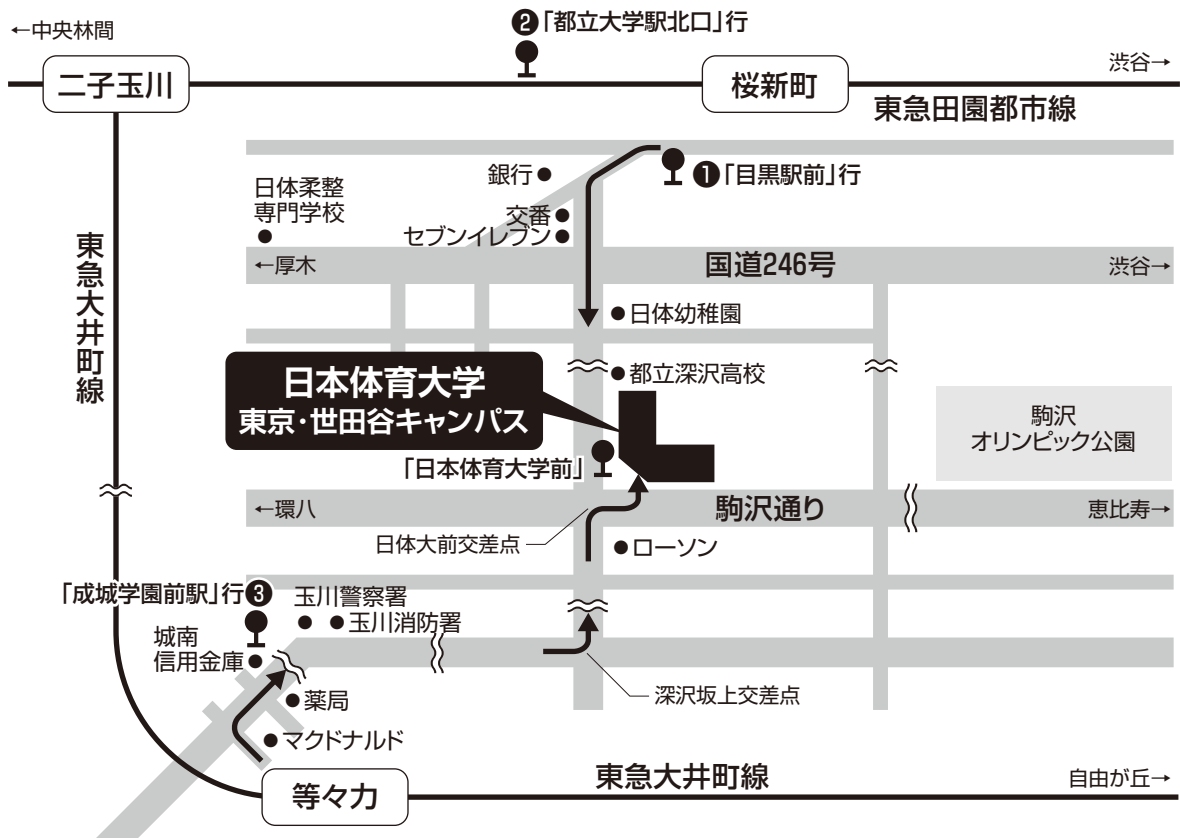 ←中央林間
❷「都立大学駅北口」行
渋谷→
二子玉川
桜新町
東急田園都市線
銀行
❶「目黒駅前」行
日体柔整
専門学校
交番
セブンイレブン
東急大井町線
←厚木
国道246号
渋谷→
日体幼稚園
都立深沢高校
日本体育大学
東京・世田谷キャンパス
駒沢
オリンピック公園
「日本体育大学前」
←環八
駒沢通り
恵比寿→
日体大前交差点
ローソン
「成城学園前駅」行❸
玉川警察署
玉川消防署
城南
信用金庫
深沢坂上交差点
薬局
マクドナルド
等々力
東急大井町線
自由が丘→